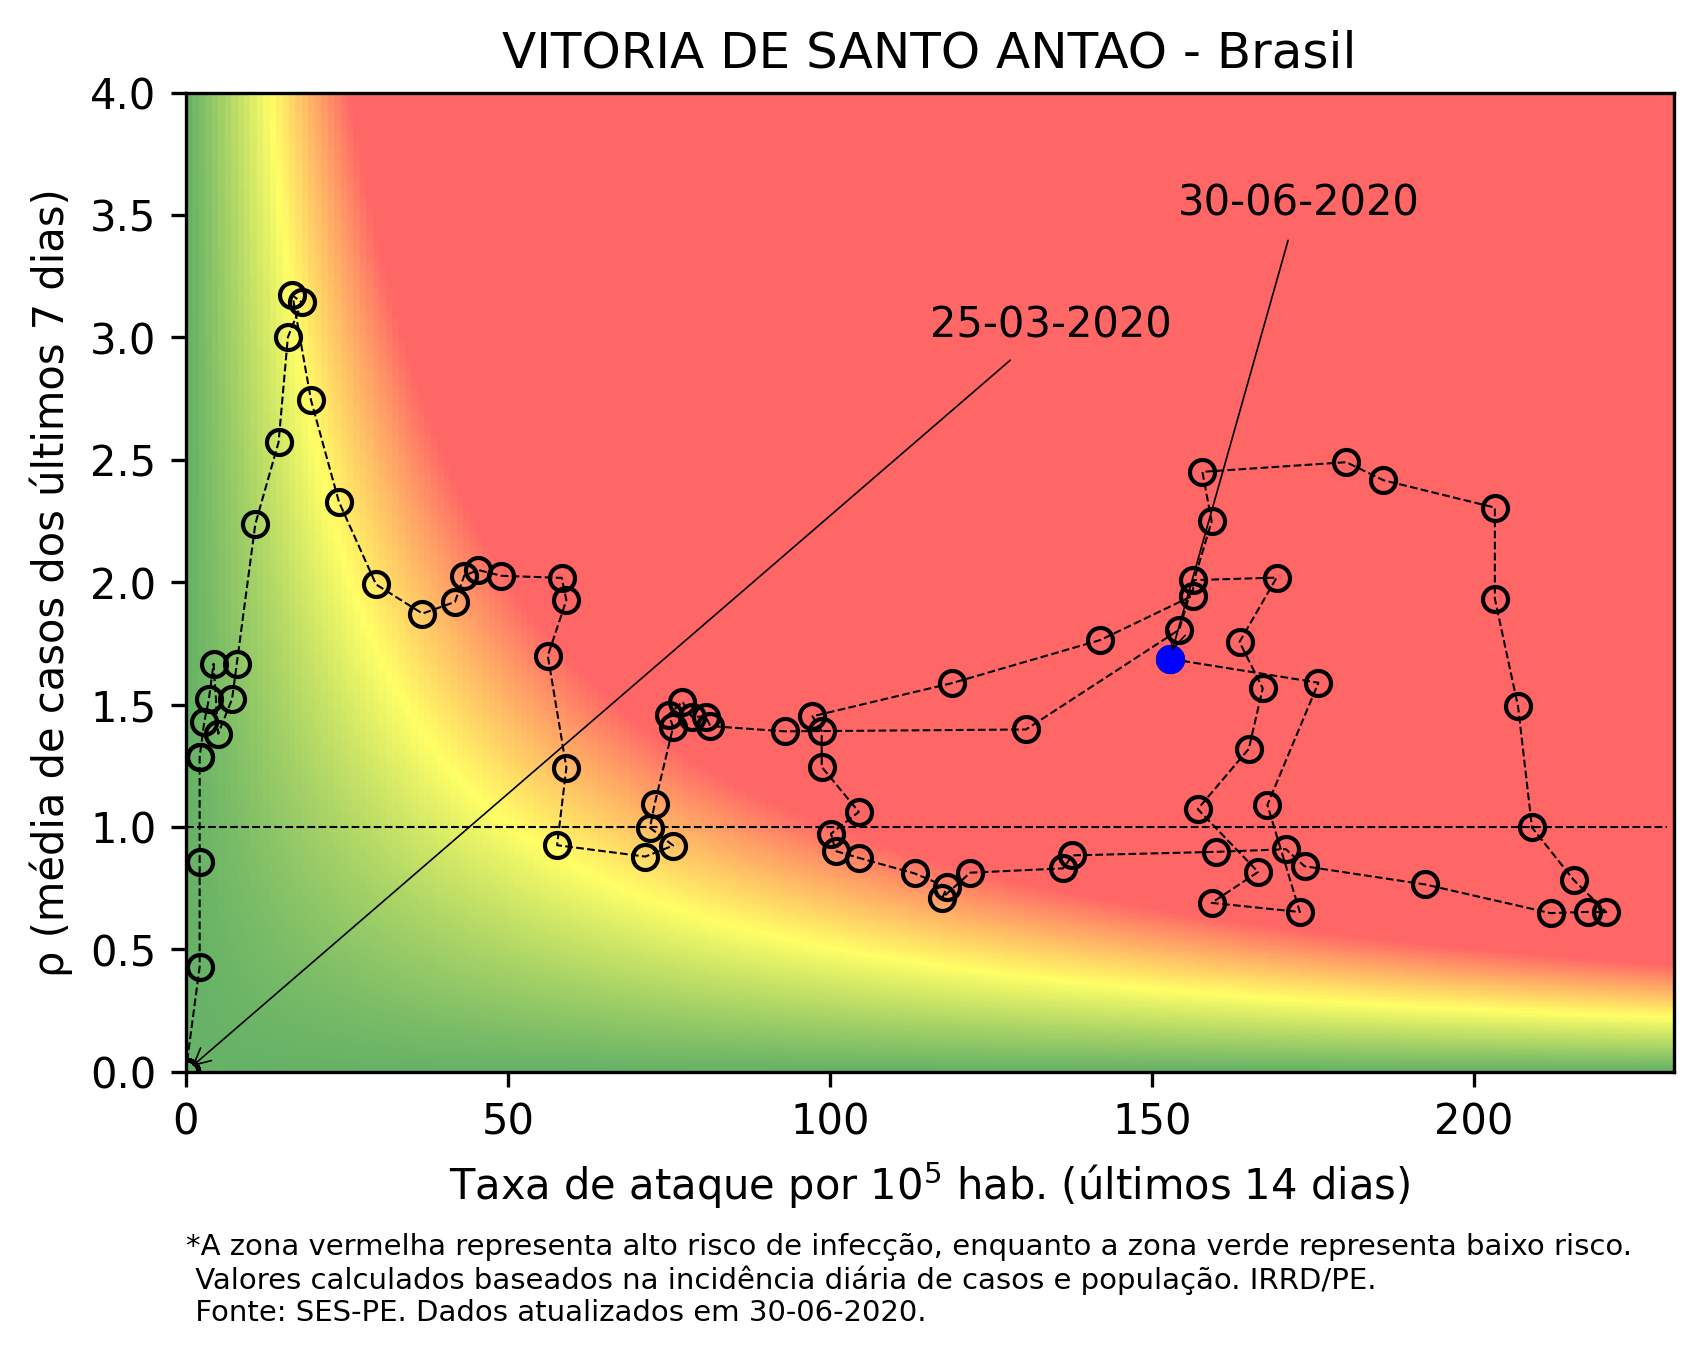 VITORIA DE SANTO ANTAO - Brasil
4.0
3.5
3.0
2.5
2.0
1.5
1.0
0.5
0.0
ρ (média de casos dos últimos 7 dias)
30-06-2020
25-03-2020
0
50
100
150
200
Taxa de ataque por 10⁵ hab. (últimos 14 dias)
*A zona vermelha representa alto risco de infecção, enquanto a zona verde representa baixo risco.
Valores calculados baseados na incidência diária de casos e população. IRRD/PE.
Fonte: SES-PE. Dados atualizados em 30-06-2020.